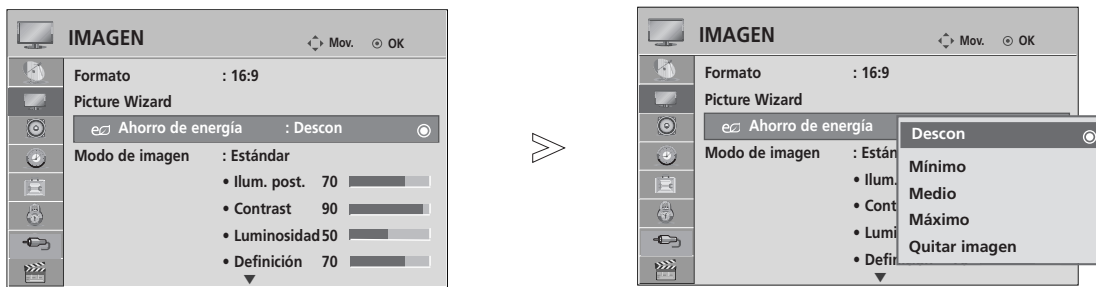 IMAGEN Mov. OK
Formato : 16:9
Picture Wizard
Ahorro de energía : Descon
Modo de imagen : Estándar
• Ilum. post. 70
• Contrast 90
• Luminosidad 50
• Definición 70
IMAGEN Mov. OK
Formato : 16:9
Picture Wizard
Ahorro de energía
Modo de imagen : Están
• Ilum.
• Cont
• Lumi
• Defin
Descon
Mínimo
Medio
Máximo
Quitar imagen